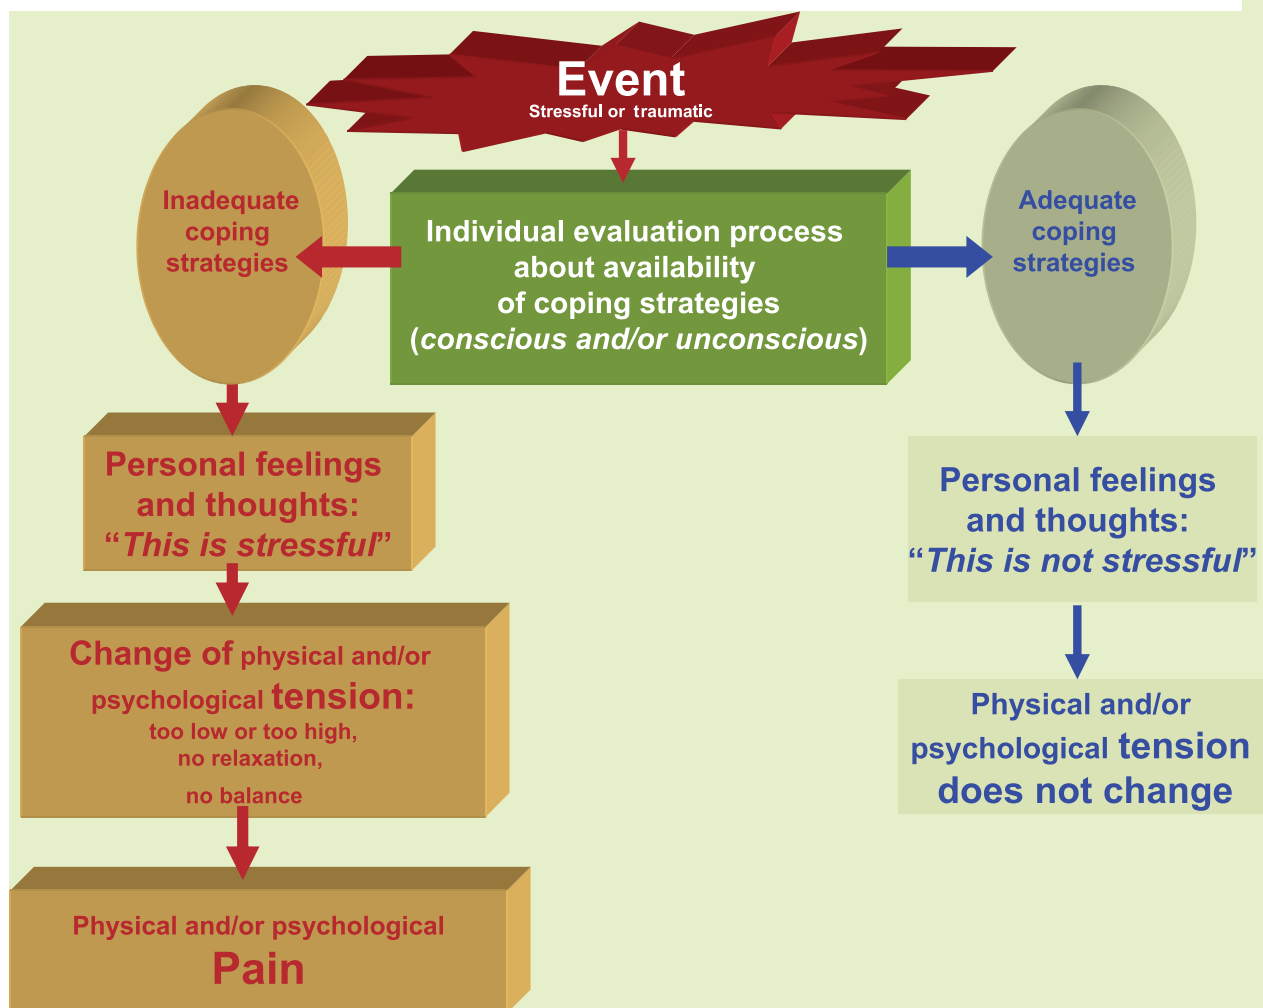 Event
Stressful or traumatic
Inadequate
coping
strategies
Individual evaluation process
about availability
of coping strategies
(conscious and/or unconscious)
Adequate
coping
strategies
Personal feelings
and thoughts:
“This is stressful”
Personal feelings
and thoughts:
“This is not stressful”
Change of physical and/or
psychological tension:
too low or too high,
no relaxation,
no balance
Physical and/or
psychological tension
does not change
Physical and/or psychological
Pain